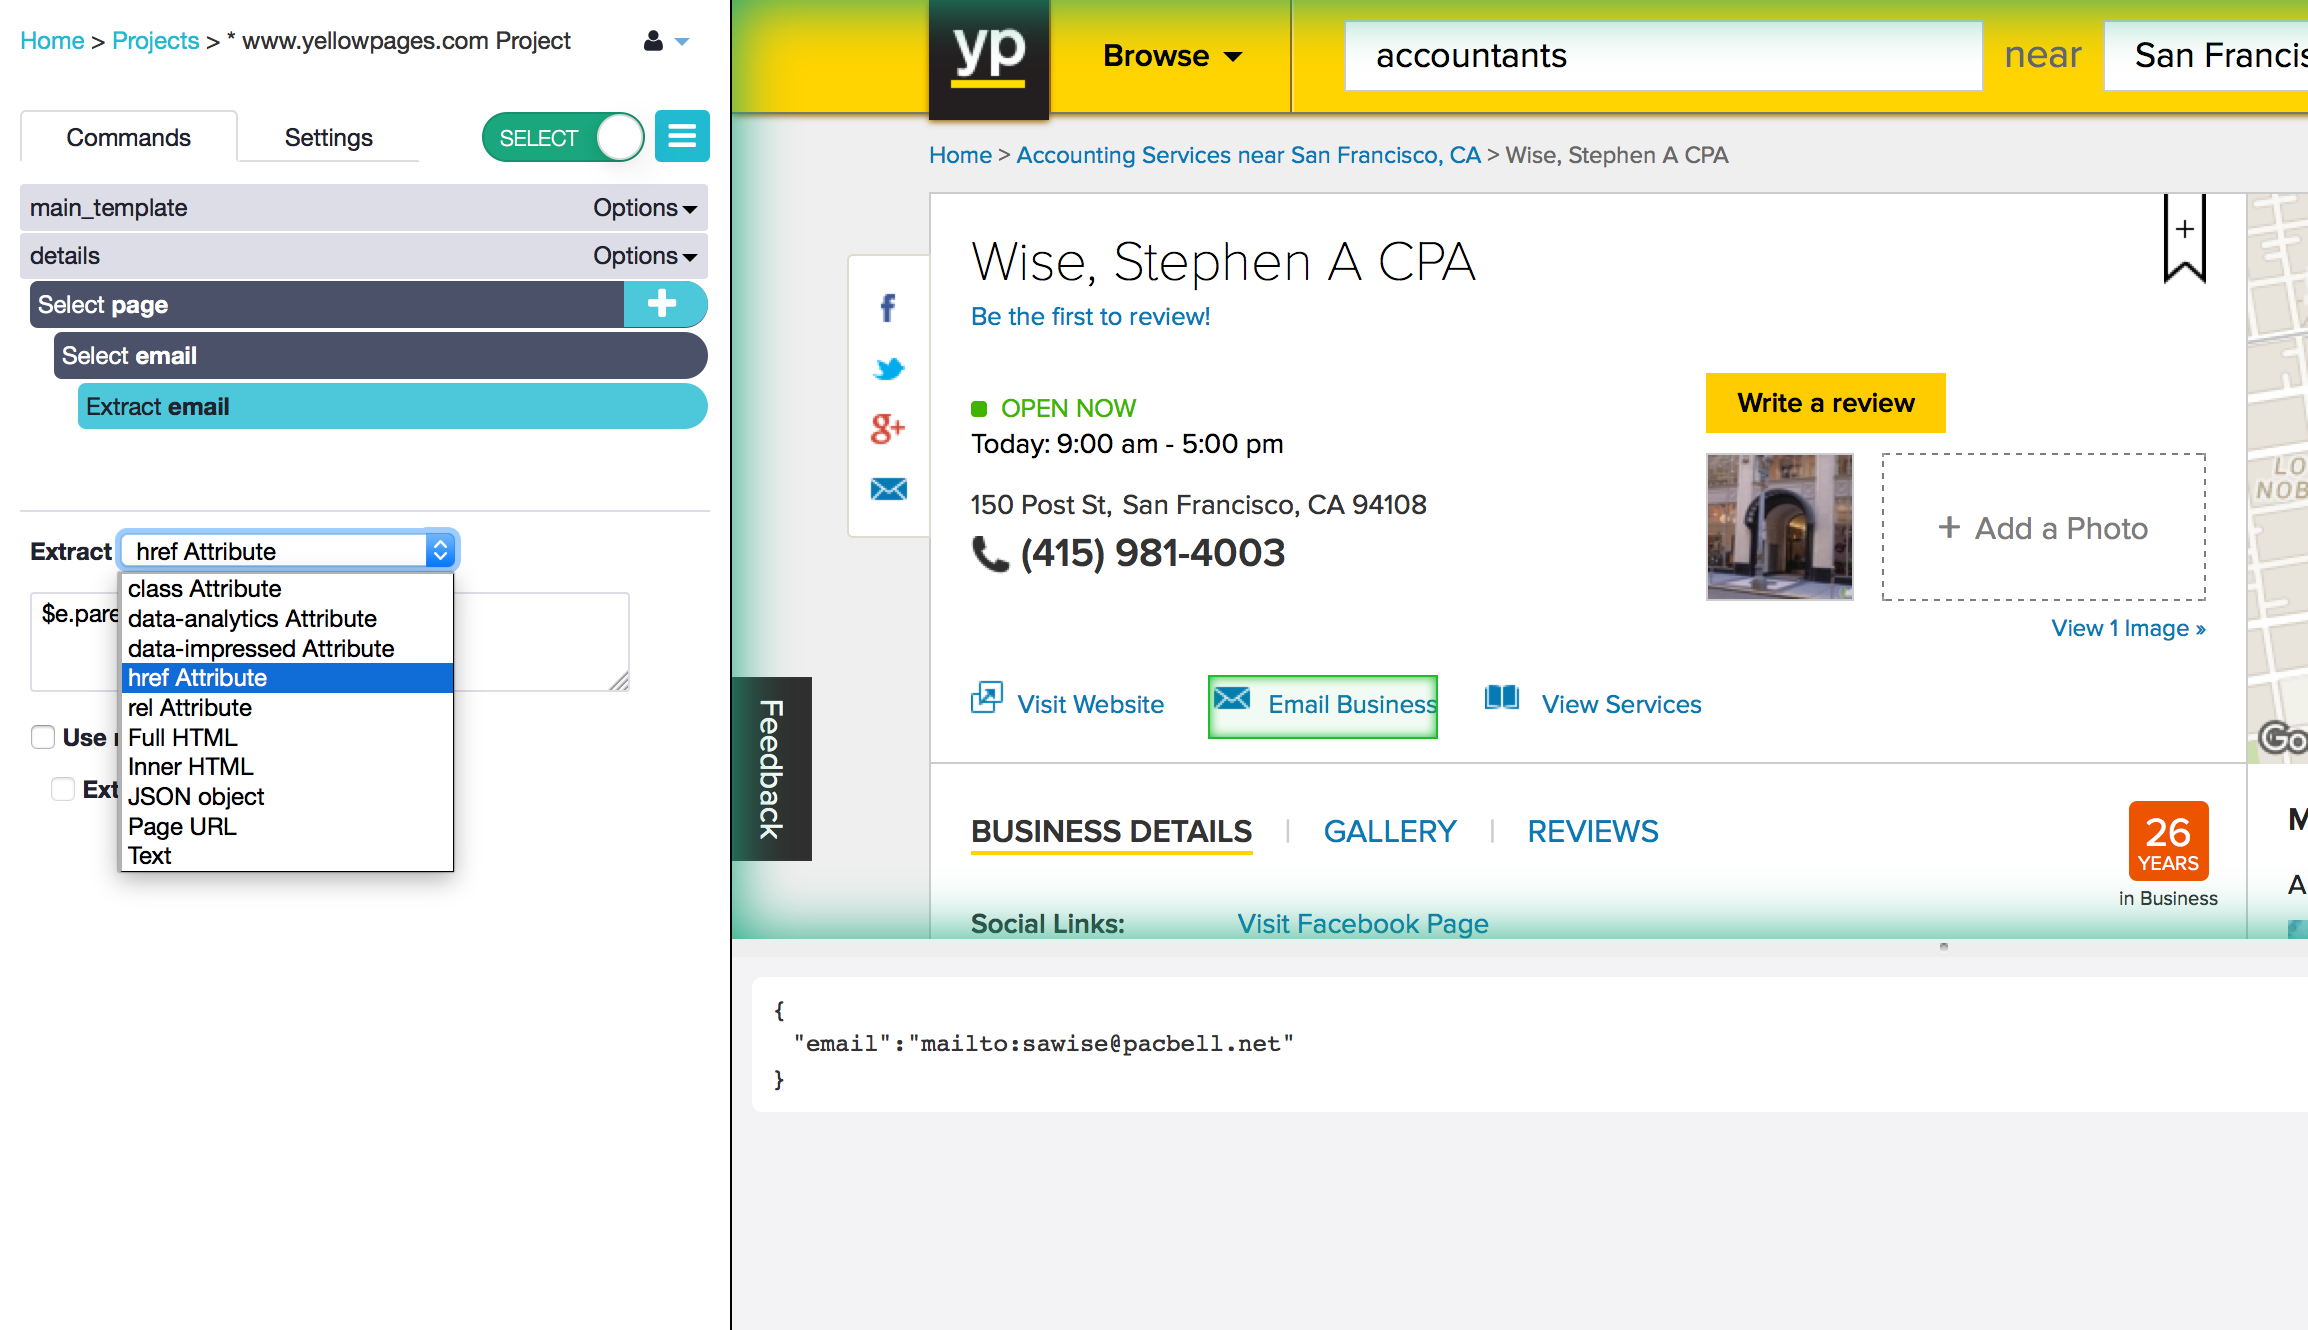 Home > Projects > * www.yellowpages.com Project
Commands
Settings
SELECT
main_template
Options
details
Options
Select page
Select email
Extract email
Extract
href Attribute
class Attribute
data-analytics Attribute
data-impressed Attribute
href Attribute
rel Attribute
Full HTML
Inner HTML
JSON object
Page URL
Text
$e.pare
Use
Ext
yp
Browse
accountants
near
San Francis
Home > Accounting Services near San Francisco, CA > Wise, Stephen A CPA
Wise, Stephen A CPA
Be the first to review!
OPEN NOW
Today: 9:00 am - 5:00 pm
150 Post St, San Francisco, CA 94108
(415) 981-4003
Write a review
+ Add a Photo
View 1 Image »
Visit Website
Email Business
View Services
Feedback
BUSINESS DETAILS
GALLERY
REVIEWS
26
YEARS
in Business
Social Links:
Visit Facebook Page
LO
NOB
Go
M
A
{
"email":"mailto:sawise@pacbell.net"
}